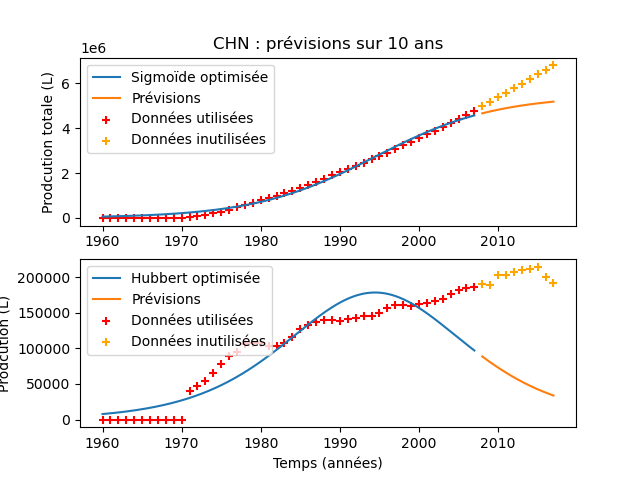 CHN : prévisions sur 10 ans
1e6
Prodcution totale (L)
6
4
2
0
Sigmoïde optimisée
Prévisions
Données utilisées
Données inutilisées
1960 1970 1980 1990 2000 2010
Prodcution (L)
200000
150000
100000
50000
0
Hubbert optimisée
Prévisions
Données utilisées
Données inutilisées
1960 1970 1980 1990 2000 2010
Temps (années)